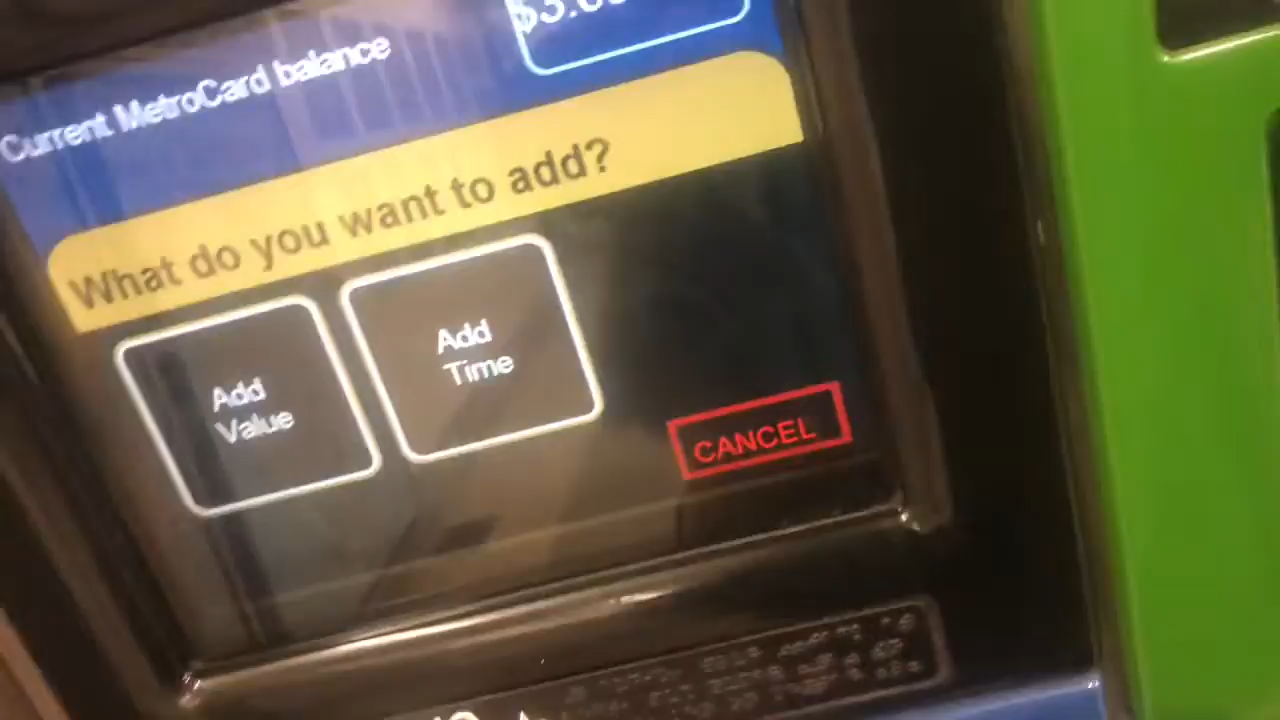 Current MetroCard balance
What do you want to add?
Add
Value
Add
Time
CANCEL